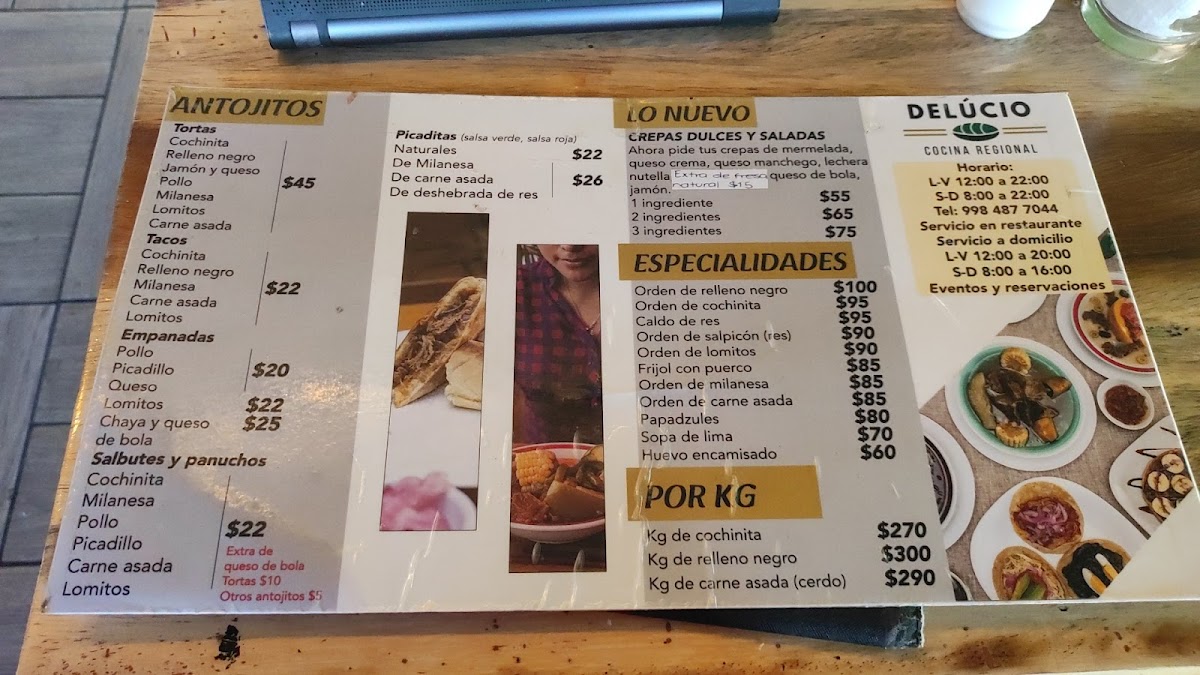 ANTOJITOS
Tortas
Cochinita
Relleno negro
Jamón y queso
Pollo
Milanesa
Lomitos
Carne asada
$45
Tacos
Cochinita
Relleno negro
Milanesa
Carne asada
Lomitos
$22
Empanadas
Pollo
Picadillo
Queso
$20
Lomitos $22
Chaya y queso $25
de bola
Salbutes y panuchos
Cochinita
Milanesa
Pollo
Picadillo
Carne asada
Lomitos
$22
Extra de
queso de bola
Tortas $10
Otros antojitos $5
Picaditas (salsa verde, salsa roja)
Naturales $22
De Milanesa
De carne asada
De deshebrada de res
$26
LO NUEVO
CREPAS DULCES Y SALADAS
Ahora pide tus crepas de mermelada,
queso crema, queso manchego, lechera
nutella Extra de fresa queso de bola,
jamón. natural $15
1 ingrediente $55
2 ingredientes $65
3 ingredientes $75
ESPECIALIDADES
Orden de relleno negro $100
Orden de cochinita $95
Caldo de res $95
Orden de salpicón (res) $90
Orden de lomitos $90
Frijol con puerco $85
Orden de milanesa $85
Orden de carne asada $85
Papadzules $80
Sopa de lima $70
Huevo encamisado $60
POR KG
Kg de cochinita $270
Kg de relleno negro $300
Kg de carne asada (cerdo) $290
DELÚCIO
COCINA REGIONAL
Horario:
L-V 12:00 a 22:00
S-D 8:00 a 22:00
Tel: 998 487 7044
Servicio en restaurante
Servicio a domicilio
L-V 12:00 a 20:00
S-D 8:00 a 16:00
Eventos y reservaciones